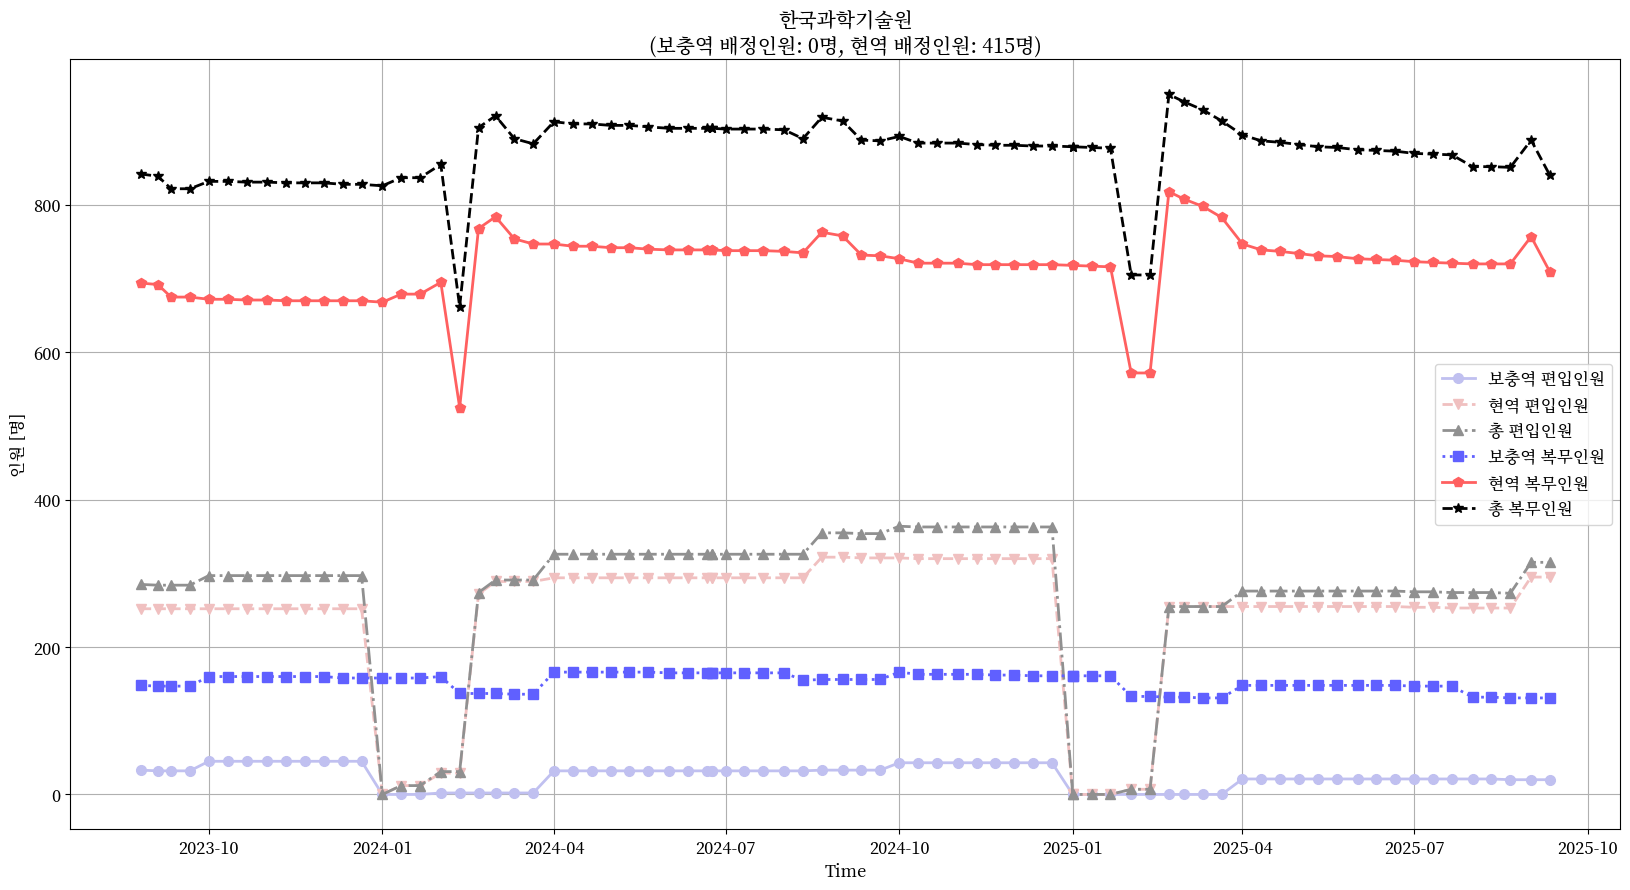 한국과학기술원
(보충역 배정인원: 0명, 현역 배정인원: 415명)
인원 [명]
800
600
400
200
0
보충역 편입인원
현역 편입인원
총 편입인원
보충역 복무인원
현역 복무인원
총 복무인원
2023-10
2024-01
2024-04
2024-07
2024-10
2025-01
2025-04
2025-07
2025-10
Time